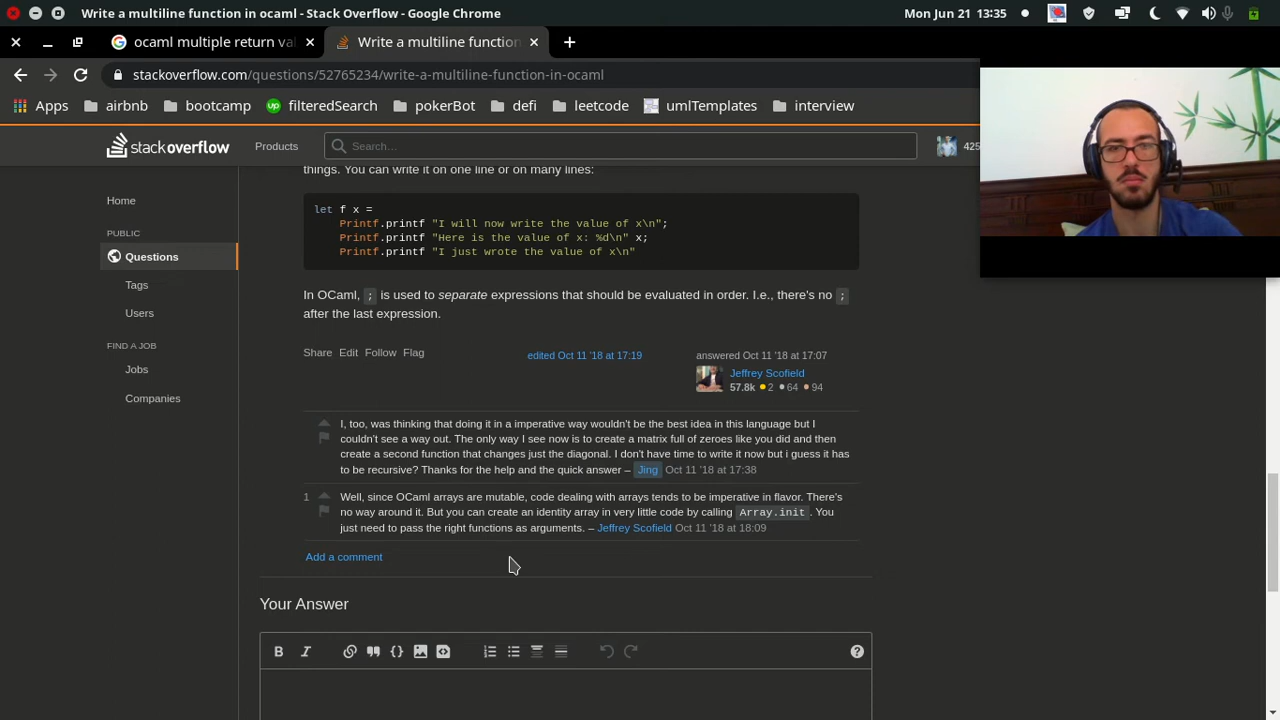 Write a multiline function in ocaml - Stack Overflow - Google Chrome
Mon Jun 21 13:35
ocaml multiple return val
Write a multiline function
stackoverflow.com/questions/52765234/write-a-multiline-function-in-ocaml
Apps airbnb bootcamp up filteredSearch pokerBot defi leetcode umlTemplates interview
stackoverflow Products Search… 425
things. You can write it on one line or on many lines:
let f x =
Printf.printf "I will now write the value of x\n";
Printf.printf "Here is the value of x: %d\n" x;
Printf.printf "I just wrote the value of x\n"
In OCaml, ; is used to separate expressions that should be evaluated in order. I.e., there's no ;
after the last expression.
Share Edit Follow Flag
edited Oct 11 '18 at 17:19
answered Oct 11 '18 at 17:07
Jeffrey Scofield
57.8k 2 64 94
Home
PUBLIC
Questions
Tags
Users
FIND A JOB
Jobs
Companies
I, too, was thinking that doing it in a imperative way wouldn't be the best idea in this language but I
couldn't see a way out. The only way I see now is to create a matrix full of zeroes like you did and then
create a second function that changes just the diagonal. I don't have time to write it now but i guess it has
to be recursive? Thanks for the help and the quick answer – Jing Oct 11 '18 at 17:38
1 Well, since OCaml arrays are mutable, code dealing with arrays tends to be imperative in flavor. There's
no way around it. But you can create an identity array in very little code by calling Array.init. You
just need to pass the right functions as arguments. – Jeffrey Scofield Oct 11 '18 at 18:09
Add a comment
Your Answer
B I {} ?